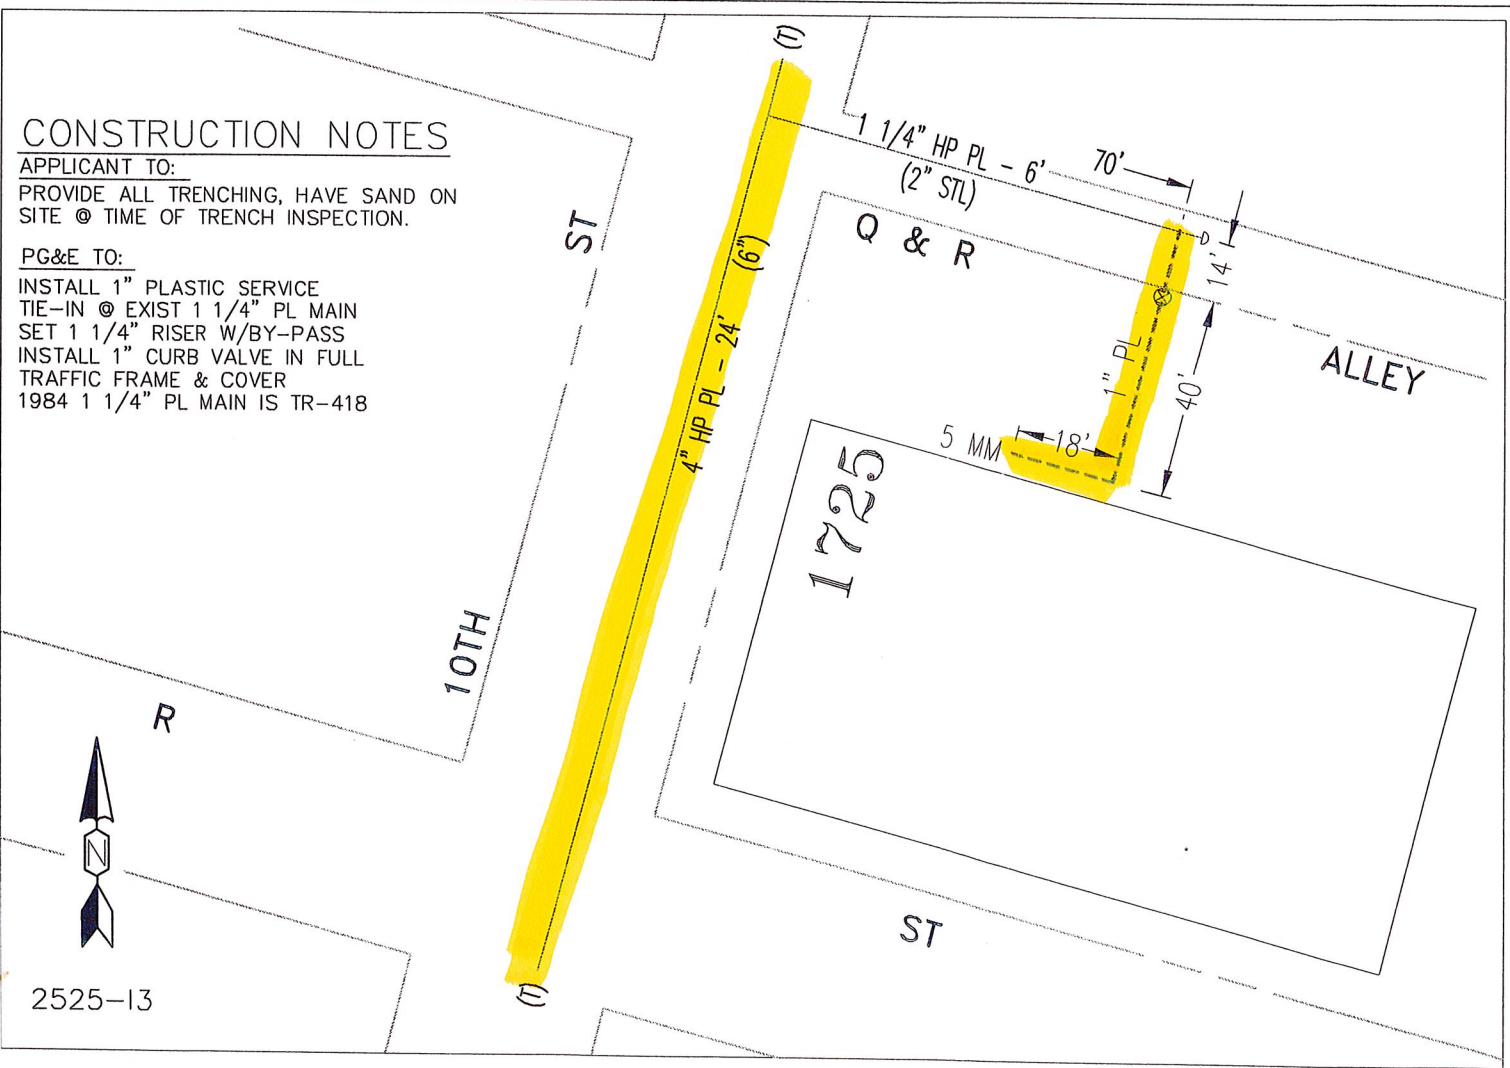 CONSTRUCTION NOTES
APPLICANT TO:
PROVIDE ALL TRENCHING, HAVE SAND ON
SITE @ TIME OF TRENCH INSPECTION.
PG&E TO:
INSTALL 1" PLASTIC SERVICE
TIE-IN @ EXIST 1 1/4" PL MAIN
SET 1 1/4" RISER W/BY-PASS
INSTALL 1" CURB VALVE IN FULL
TRAFFIC FRAME & COVER
1984 1 1/4" PL MAIN IS TR-418
(T)
1 1/4" HP PL - 6'
(2" STL)
70'
14'
Q & R
ALLEY
ST
10TH
4" HP PL - 24' (6")
1" PL
40'
18'
5 MM
1725
R
ST
N
(T)
2525-13
D